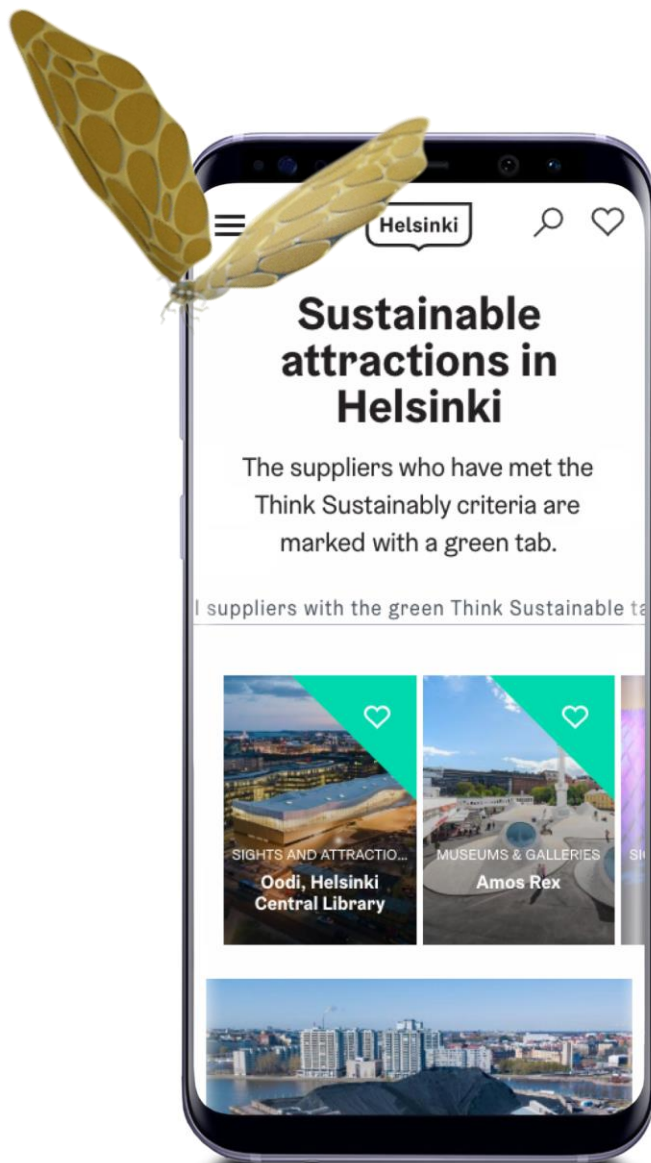 Helsinki
Sustainable
attractions in
Helsinki
The suppliers who have met the
Think Sustainably criteria are
marked with a green tab.
suppliers with the green Think Sustainable
SIGHTS AND ATTRACTIO...
Oodi, Helsinki
Central Library
MUSEUMS & GALLERIES
Amos Rex